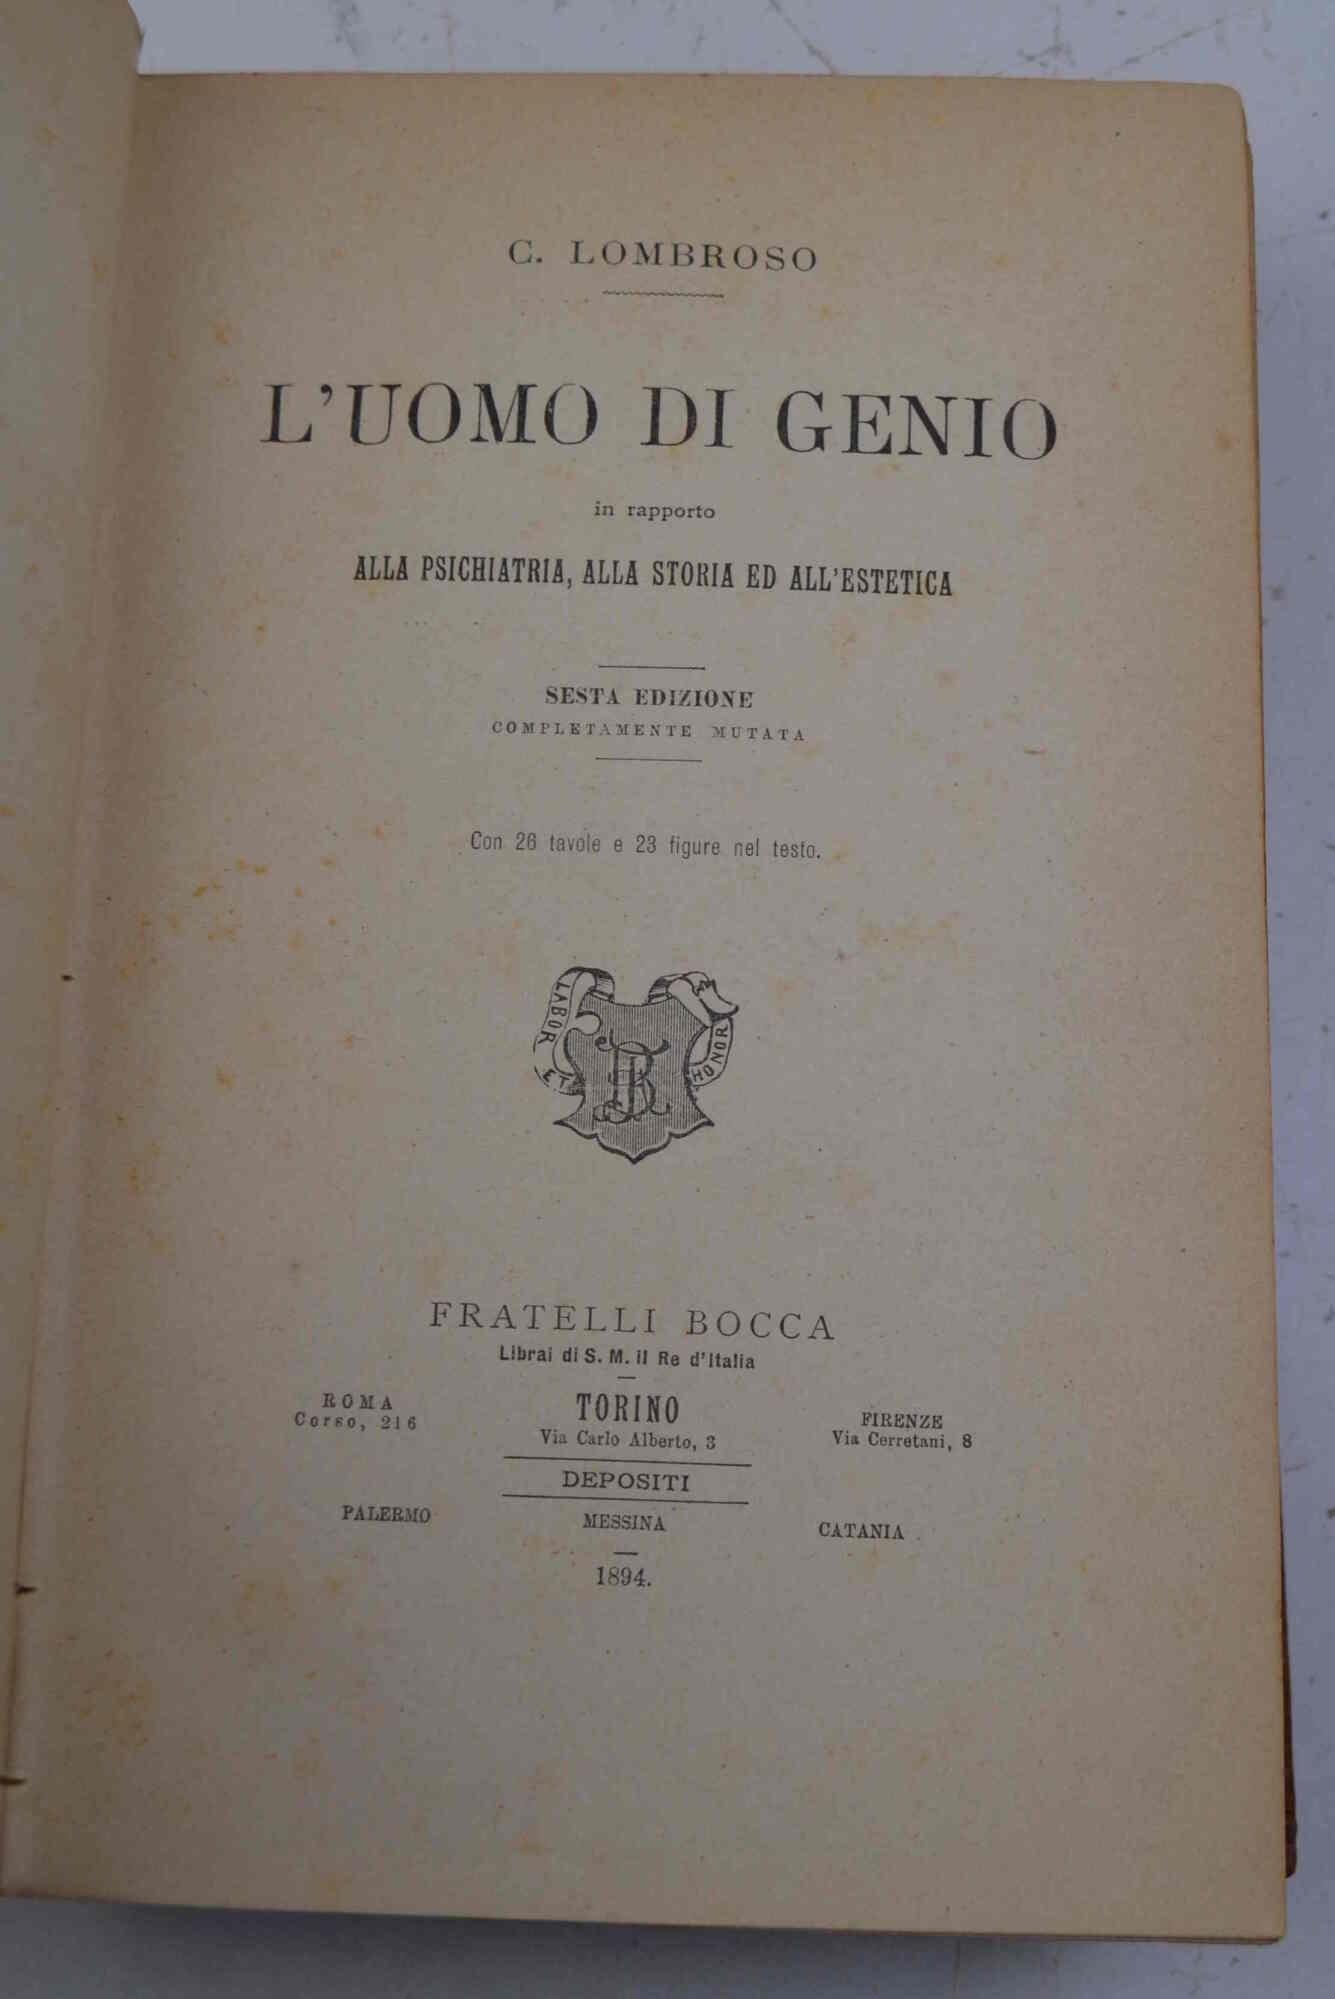 C. LOMBROSO
L'UOMO DI GENIO
in rapporto
ALLA PSICHIATRIA, ALLA STORIA ED ALL'ESTETICA
SESTA EDIZIONE
COMPLETAMENTE MUTATA
Con 26 tavole e 23 figure nel testo.
LABOR ET HONOR
FRATELLI BOCCA
Librai di S. M. il Re d'Italia
ROMA
Corso, 216
TORINO
Via Carlo Alberto, 3
FIRENZE
Via Cerretani, 8
DEPOSITI
PALERMO MESSINA CATANIA
1894.